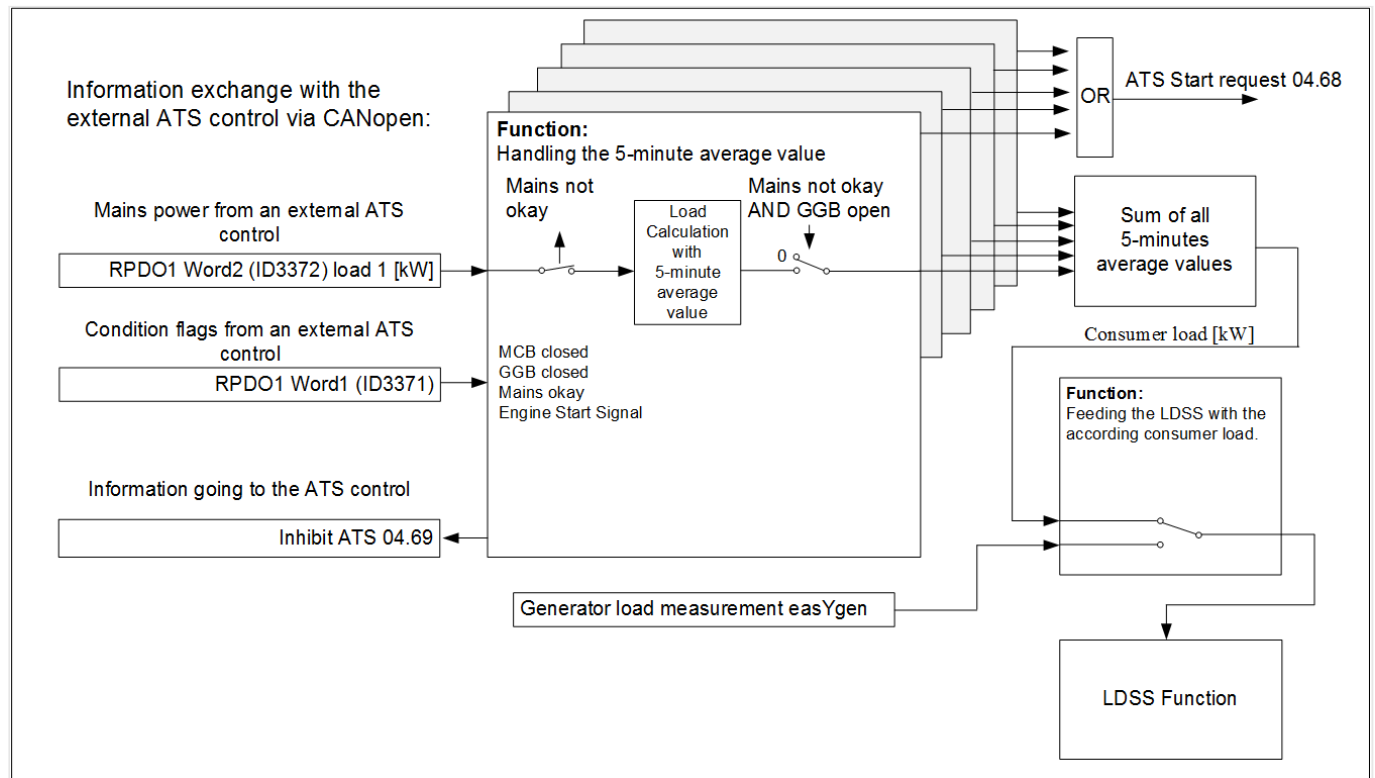 Information exchange with the
external ATS control via CANopen:
Mains power from an external ATS
control
RPDO1 Word2 (ID3372) load 1 [kW]
Condition flags from an external ATS
control
RPDO1 Word1 (ID3371)
Information going to the ATS control
Inhibit ATS 04.69
Function:
Handling the 5-minute average value
Mains not
okay
Load
Calculation
with
5-minute
average
value
Mains not okay
AND GGB open
0
MCB closed
GGB closed
Mains okay
Engine Start Signal
OR
ATS Start request 04.68
Sum of all
5-minutes
average values
Consumer load [kW]
Function:
Feeding the LDSS with the
according consumer load.
Generator load measurement easYgen
LDSS Function